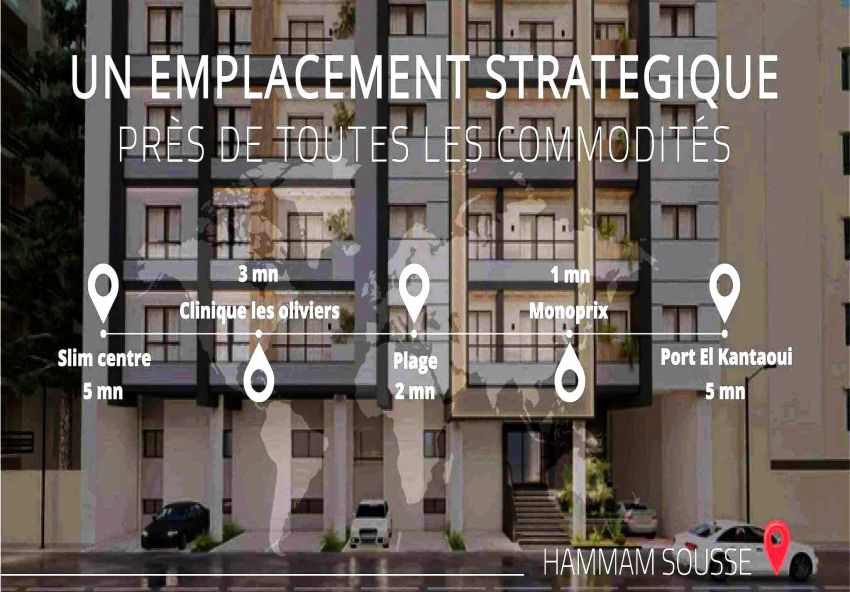 UN EMPLACEMENT STRATEGIQUE
PRÈS DE TOUTES LES COMMODITÉS
3 mn
Clinique les oliviers
1 mn
Monoprix
Slim centre
5 mn
Plage
2 mn
Port El Kantaoui
5 mn
HAMMAM SOUSSE